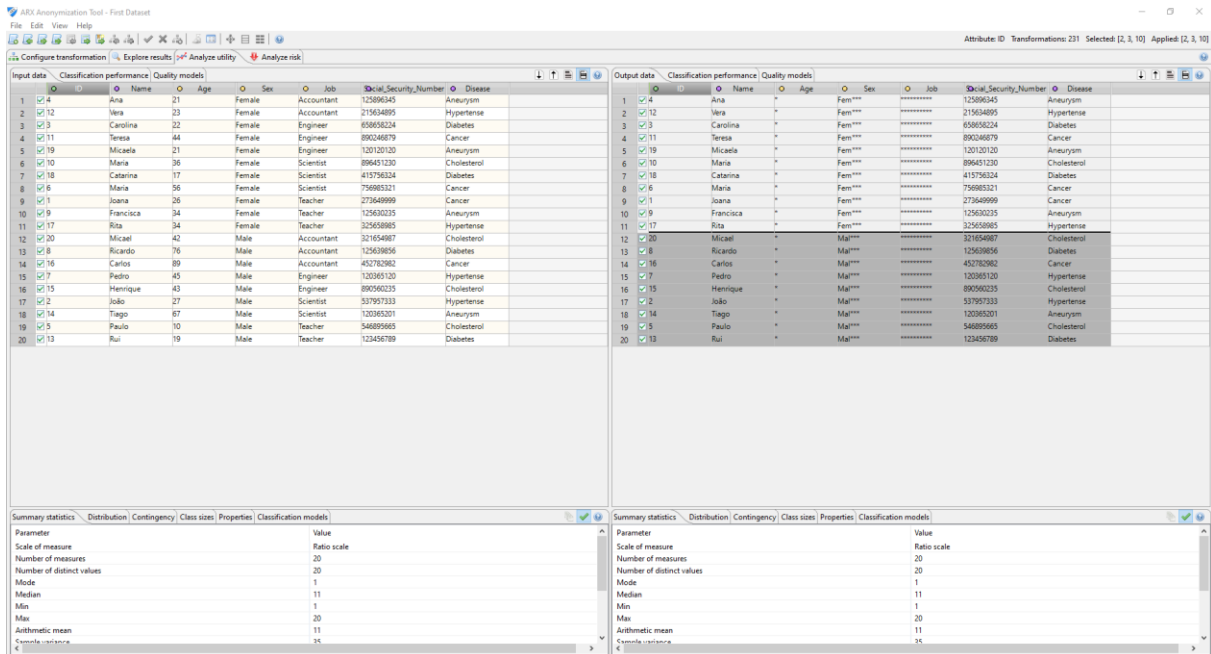 ARX Anonymization Tool - First Dataset
File Edit View Help
Attribute: ID Transformations: 231 Selected: [2, 3, 10] Applied: [2, 3, 10]
Configure transformation Explore results Analyze utility Analyze risk
Input data Classification performance Quality models
ID Name Age Sex Job Social_Security_Number Disease
1 4 Ana 21 Female Accountant 125896345 Aneurysm
2 12 Vera 23 Female Accountant 215634895 Hypertense
3 3 Carolina 22 Female Engineer 658658224 Diabetes
4 11 Teresa 44 Female Engineer 890246879 Cancer
5 19 Micaela 21 Female Engineer 120120120 Aneurysm
6 10 Maria 36 Female Scientist 896451230 Cholesterol
7 18 Catarina 17 Female Scientist 415756324 Diabetes
8 6 Maria 56 Female Scientist 756985321 Cancer
9 1 Joana 26 Female Teacher 273649999 Cancer
10 9 Francisca 34 Female Teacher 125630235 Aneurysm
11 17 Rita 34 Female Teacher 325658985 Hypertense
12 20 Micael 42 Male Accountant 321654987 Cholesterol
13 8 Ricardo 76 Male Accountant 125639856 Diabetes
14 16 Carlos 89 Male Accountant 452782982 Cancer
15 7 Pedro 45 Male Engineer 120365120 Hypertense
16 15 Henrique 43 Male Engineer 890560235 Cholesterol
17 2 João 27 Male Scientist 537957333 Hypertense
18 14 Tiago 67 Male Scientist 120365201 Aneurysm
19 5 Paulo 10 Male Teacher 546895665 Cholesterol
20 13 Rui 19 Male Teacher 123456789 Diabetes
Output data Classification performance Quality models
ID Name Age Sex Job Social_Security_Number Disease
1 4 Ana * Fem*** ********** 125896345 Aneurysm
2 12 Vera * Fem*** ********** 215634895 Hypertense
3 3 Carolina * Fem*** ********** 658658224 Diabetes
4 11 Teresa * Fem*** ********** 890246879 Cancer
5 19 Micaela * Fem*** ********** 120120120 Aneurysm
6 10 Maria * Fem*** ********** 896451230 Cholesterol
7 18 Catarina * Fem*** ********** 415756324 Diabetes
8 6 Maria * Fem*** ********** 756985321 Cancer
9 1 Joana * Fem*** ********** 273649999 Cancer
10 9 Francisca * Fem*** ********** 125630235 Aneurysm
11 17 Rita * Fem*** ********** 325658985 Hypertense
12 20 Micael * Mal*** ********** 321654987 Cholesterol
13 8 Ricardo * Mal*** ********** 125639856 Diabetes
14 16 Carlos * Mal*** ********** 452782982 Cancer
15 7 Pedro * Mal*** ********** 120365120 Hypertense
16 15 Henrique * Mal*** ********** 890560235 Cholesterol
17 2 João * Mal*** ********** 537957333 Hypertense
18 14 Tiago * Mal*** ********** 120365201 Aneurysm
19 5 Paulo * Mal*** ********** 546895665 Cholesterol
20 13 Rui * Mal*** ********** 123456789 Diabetes
Summary statistics Distribution Contingency Class sizes Properties Classification models
Parameter Value
Scale of measure Ratio scale
Number of measures 20
Number of distinct values 20
Mode 1
Median 11
Min 1
Max 20
Arithmetic mean 11
Sample variance 35
Summary statistics Distribution Contingency Class sizes Properties Classification models
Parameter Value
Scale of measure Ratio scale
Number of measures 20
Number of distinct values 20
Mode 1
Median 11
Min 1
Max 20
Arithmetic mean 11
Sample variance 35